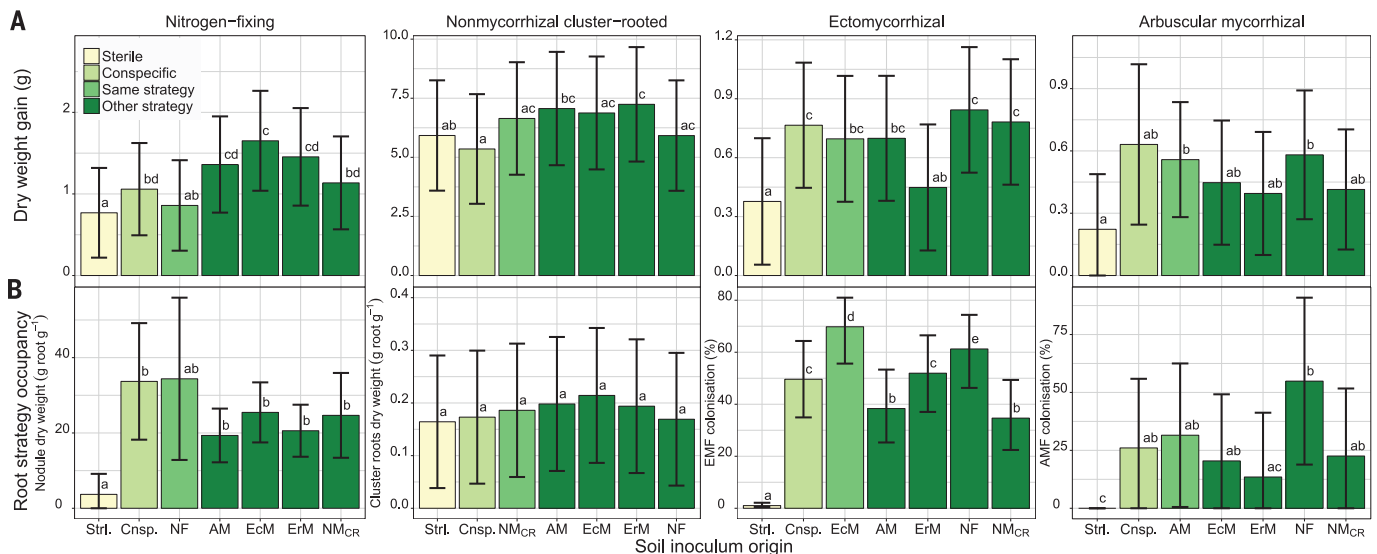 A
Nitrogen−fixing
Nonmycorrhizal cluster−rooted
Ectomycorrhizal
Arbuscular mycorrhizal
Dry weight gain (g)
Sterile
Conspecific
Same strategy
Other strategy
2
1
0
a
bd
ab
cd
c
cd
bd
10.0
7.5
5.0
2.5
0.0
ab
a
ac
bc
ac
c
ac
1.2
0.9
0.6
0.3
0.0
a
c
bc
bc
ab
c
c
0.9
0.6
0.3
0.0
a
ab
b
ab
ab
b
ab
B
Root strategy occupancy
Nodule dry weight (g root g−1)
40
20
0
a
b
ab
b
b
b
b
Cluster roots dry weight (g root g−1)
0.4
0.3
0.2
0.1
0.0
a
a
a
a
a
a
a
EMF colonisation (%)
80
60
40
20
0
a
c
d
b
c
e
b
AMF colonisation (%)
75
50
25
0
c
ab
ab
ab
ac
b
ab
Strl. Cnsp. NF AM EcM ErM NMCR
Strl. Cnsp. NMCR AM EcM ErM NF
Strl. Cnsp. EcM AM ErM NF NMCR
Strl. Cnsp. AM EcM ErM NF NMCR
Soil inoculum origin